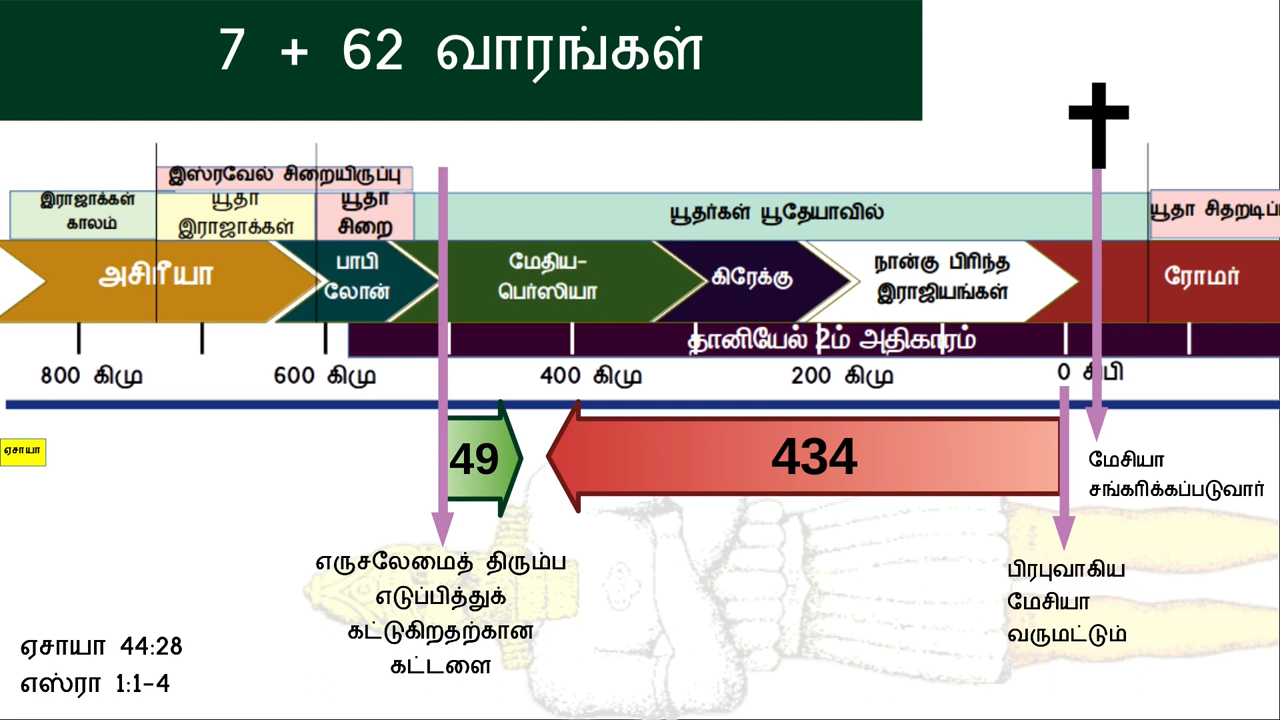 7 + 62 வாரங்கள்
இஸ்ரவேல் சிறையிருப்பு
இராஜாக்கள்
காலம்
யூதா
இராஜாக்கள்
யூதா
சிறை
யூதர்கள் யூதேயாவில்
யூதா சிதறடிப்
அசிரீயா
பாபி
லோன்
மேதிய-
பெர்ஸியா
கிரேக்கு
நான்கு பிரிந்த
இராஜியங்கள்
ரோமர்
தானியேல் 2ம் அதிகாரம்
800 கிமு
600 கிமு
400 கிமு
200 கிமு
0 கிபி
ஏசாயா
49
434
மேசியா
சங்கரிக்கப்படுவார்
எருசலேமைத் திரும்ப
எடுப்பித்துக்
கட்டுகிறதற்கான
கட்டளை
பிரபுவாகிய
மேசியா
வருமட்டும்
ஏசாயா 44:28
எஸ்ரா 1:1-4